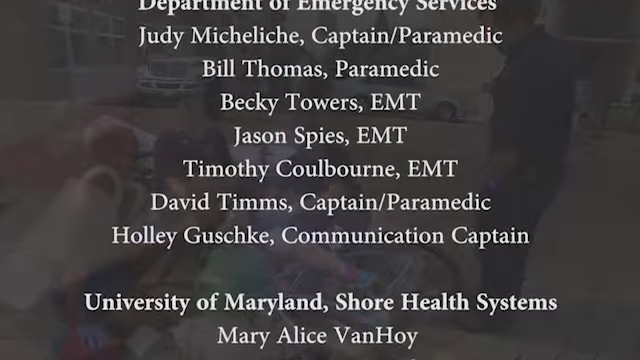 Department of Emergency Services
Judy Micheliche, Captain/Paramedic
Bill Thomas, Paramedic
Becky Towers, EMT
Jason Spies, EMT
Timothy Coulbourne, EMT
David Timms, Captain/Paramedic
Holley Guschke, Communication Captain
University of Maryland, Shore Health Systems
Mary Alice VanHoy